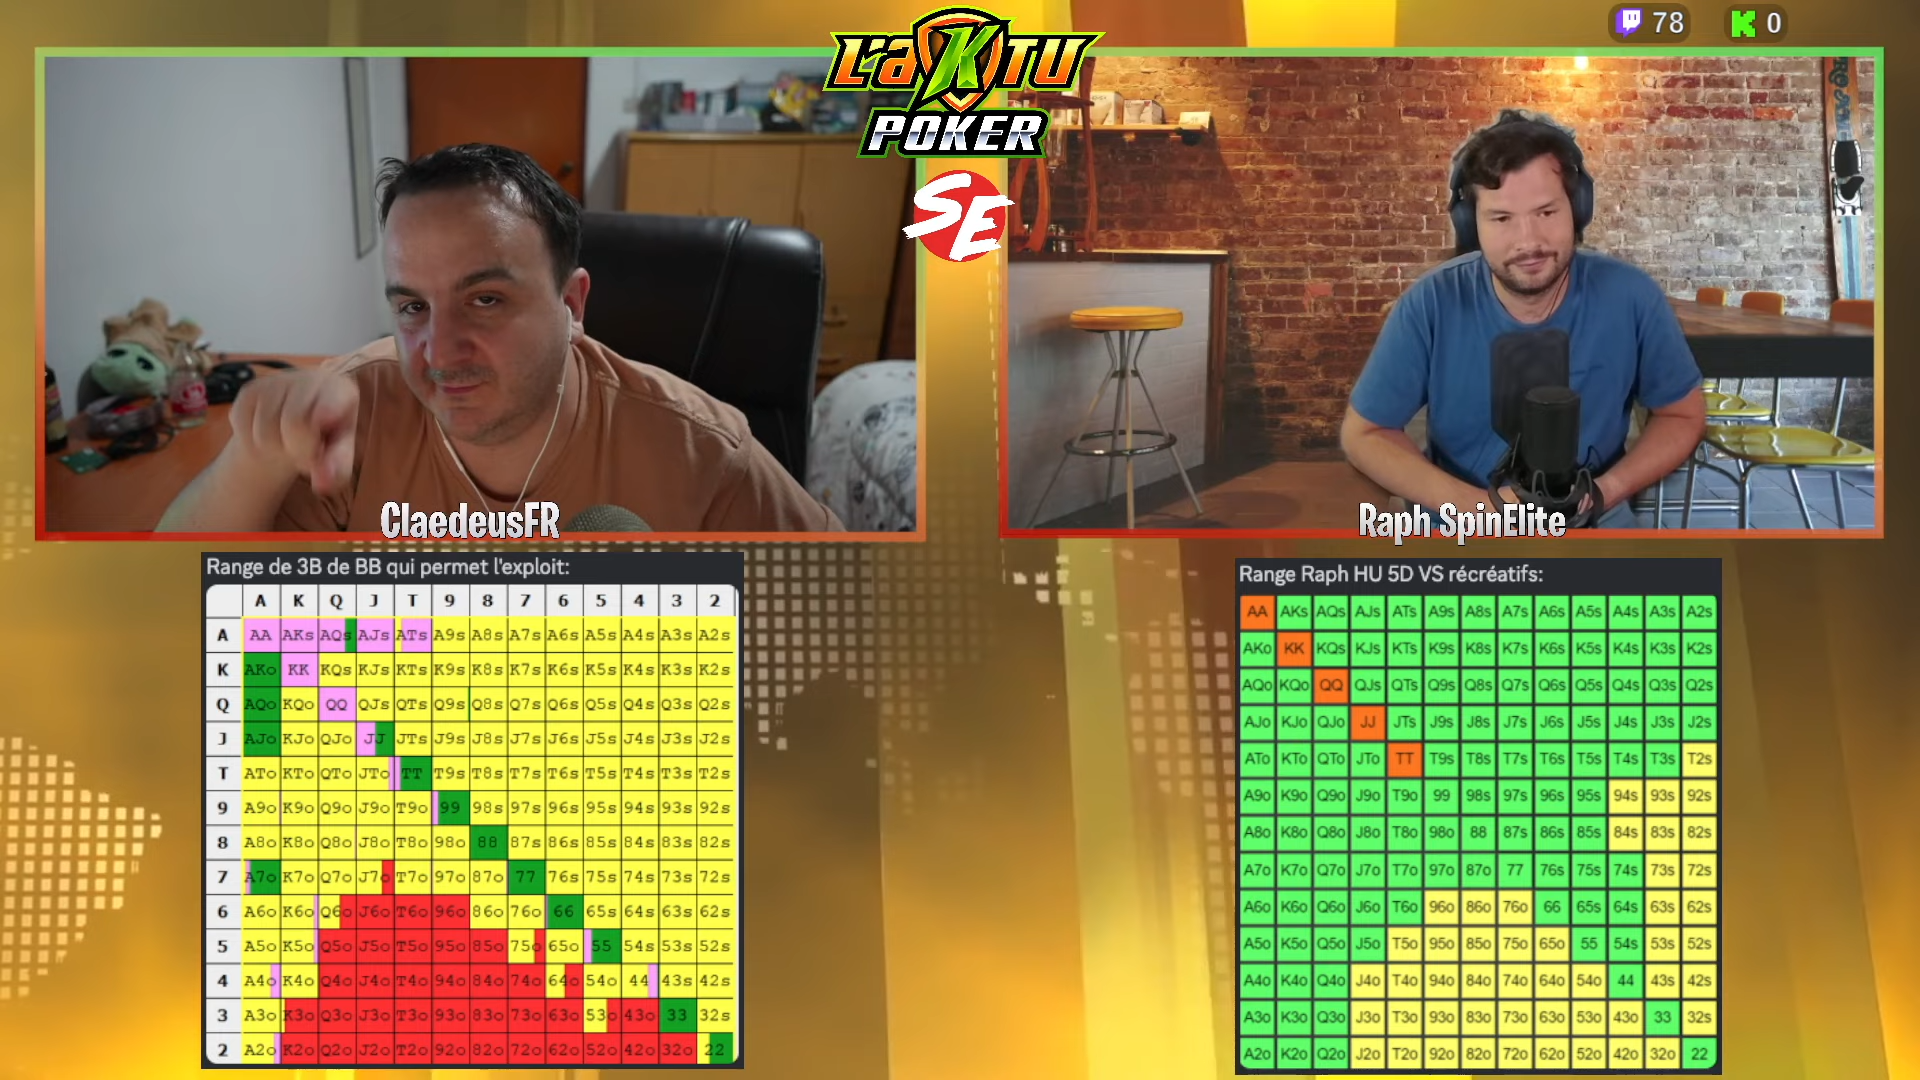 78 0
L'aKTU
POKER
SE
ClaedeusFR
Raph SpinElite
Range de 3B de BB qui permet l'exploit:
A K Q J T 9 8 7 6 5 4 3 2
A AA AKs AQs AJs ATs A9s A8s A7s A6s A5s A4s A3s A2s
K AKo KK KQs KJs KTs K9s K8s K7s K6s K5s K4s K3s K2s
Q AQo KQo QQ QJs QTs Q9s Q8s Q7s Q6s Q5s Q4s Q3s Q2s
J AJo KJo QJo JJ JTs J9s J8s J7s J6s J5s J4s J3s J2s
T ATo KTo QTo JTo TT T9s T8s T7s T6s T5s T4s T3s T2s
9 A9o K9o Q9o J9o T9o 99 98s 97s 96s 95s 94s 93s 92s
8 A8o K8o Q8o J8o T8o 98o 88 87s 86s 85s 84s 83s 82s
7 A7o K7o Q7o J7o T7o 97o 87o 77 76s 75s 74s 73s 72s
6 A6o K6o Q6o J6o T6o 96o 86o 76o 66 65s 64s 63s 62s
5 A5o K5o Q5o J5o T5o 95o 85o 75o 65o 55 54s 53s 52s
4 A4o K4o Q4o J4o T4o 94o 84o 74o 64o 54o 44 43s 42s
3 A3o K3o Q3o J3o T3o 93o 83o 73o 63o 53o 43o 33 32s
2 A2o K2o Q2o J2o T2o 92o 82o 72o 62o 52o 42o 32o 22
Range Raph HU 5D VS récréatifs:
AA AKs AQs AJs ATs A9s A8s A7s A6s A5s A4s A3s A2s
AKo KK KQs KJs KTs K9s K8s K7s K6s K5s K4s K3s K2s
AQo KQo QQ QJs QTs Q9s Q8s Q7s Q6s Q5s Q4s Q3s Q2s
AJo KJo QJo JJ JTs J9s J8s J7s J6s J5s J4s J3s J2s
ATo KTo QTo JTo TT T9s T8s T7s T6s T5s T4s T3s T2s
A9o K9o Q9o J9o T9o 99 98s 97s 96s 95s 94s 93s 92s
A8o K8o Q8o J8o T8o 98o 88 87s 86s 85s 84s 83s 82s
A7o K7o Q7o J7o T7o 97o 87o 77 76s 75s 74s 73s 72s
A6o K6o Q6o J6o T6o 96o 86o 76o 66 65s 64s 63s 62s
A5o K5o Q5o J5o T5o 95o 85o 75o 65o 55 54s 53s 52s
A4o K4o Q4o J4o T4o 94o 84o 74o 64o 54o 44 43s 42s
A3o K3o Q3o J3o T3o 93o 83o 73o 63o 53o 43o 33 32s
A2o K2o Q2o J2o T2o 92o 82o 72o 62o 52o 42o 32o 22